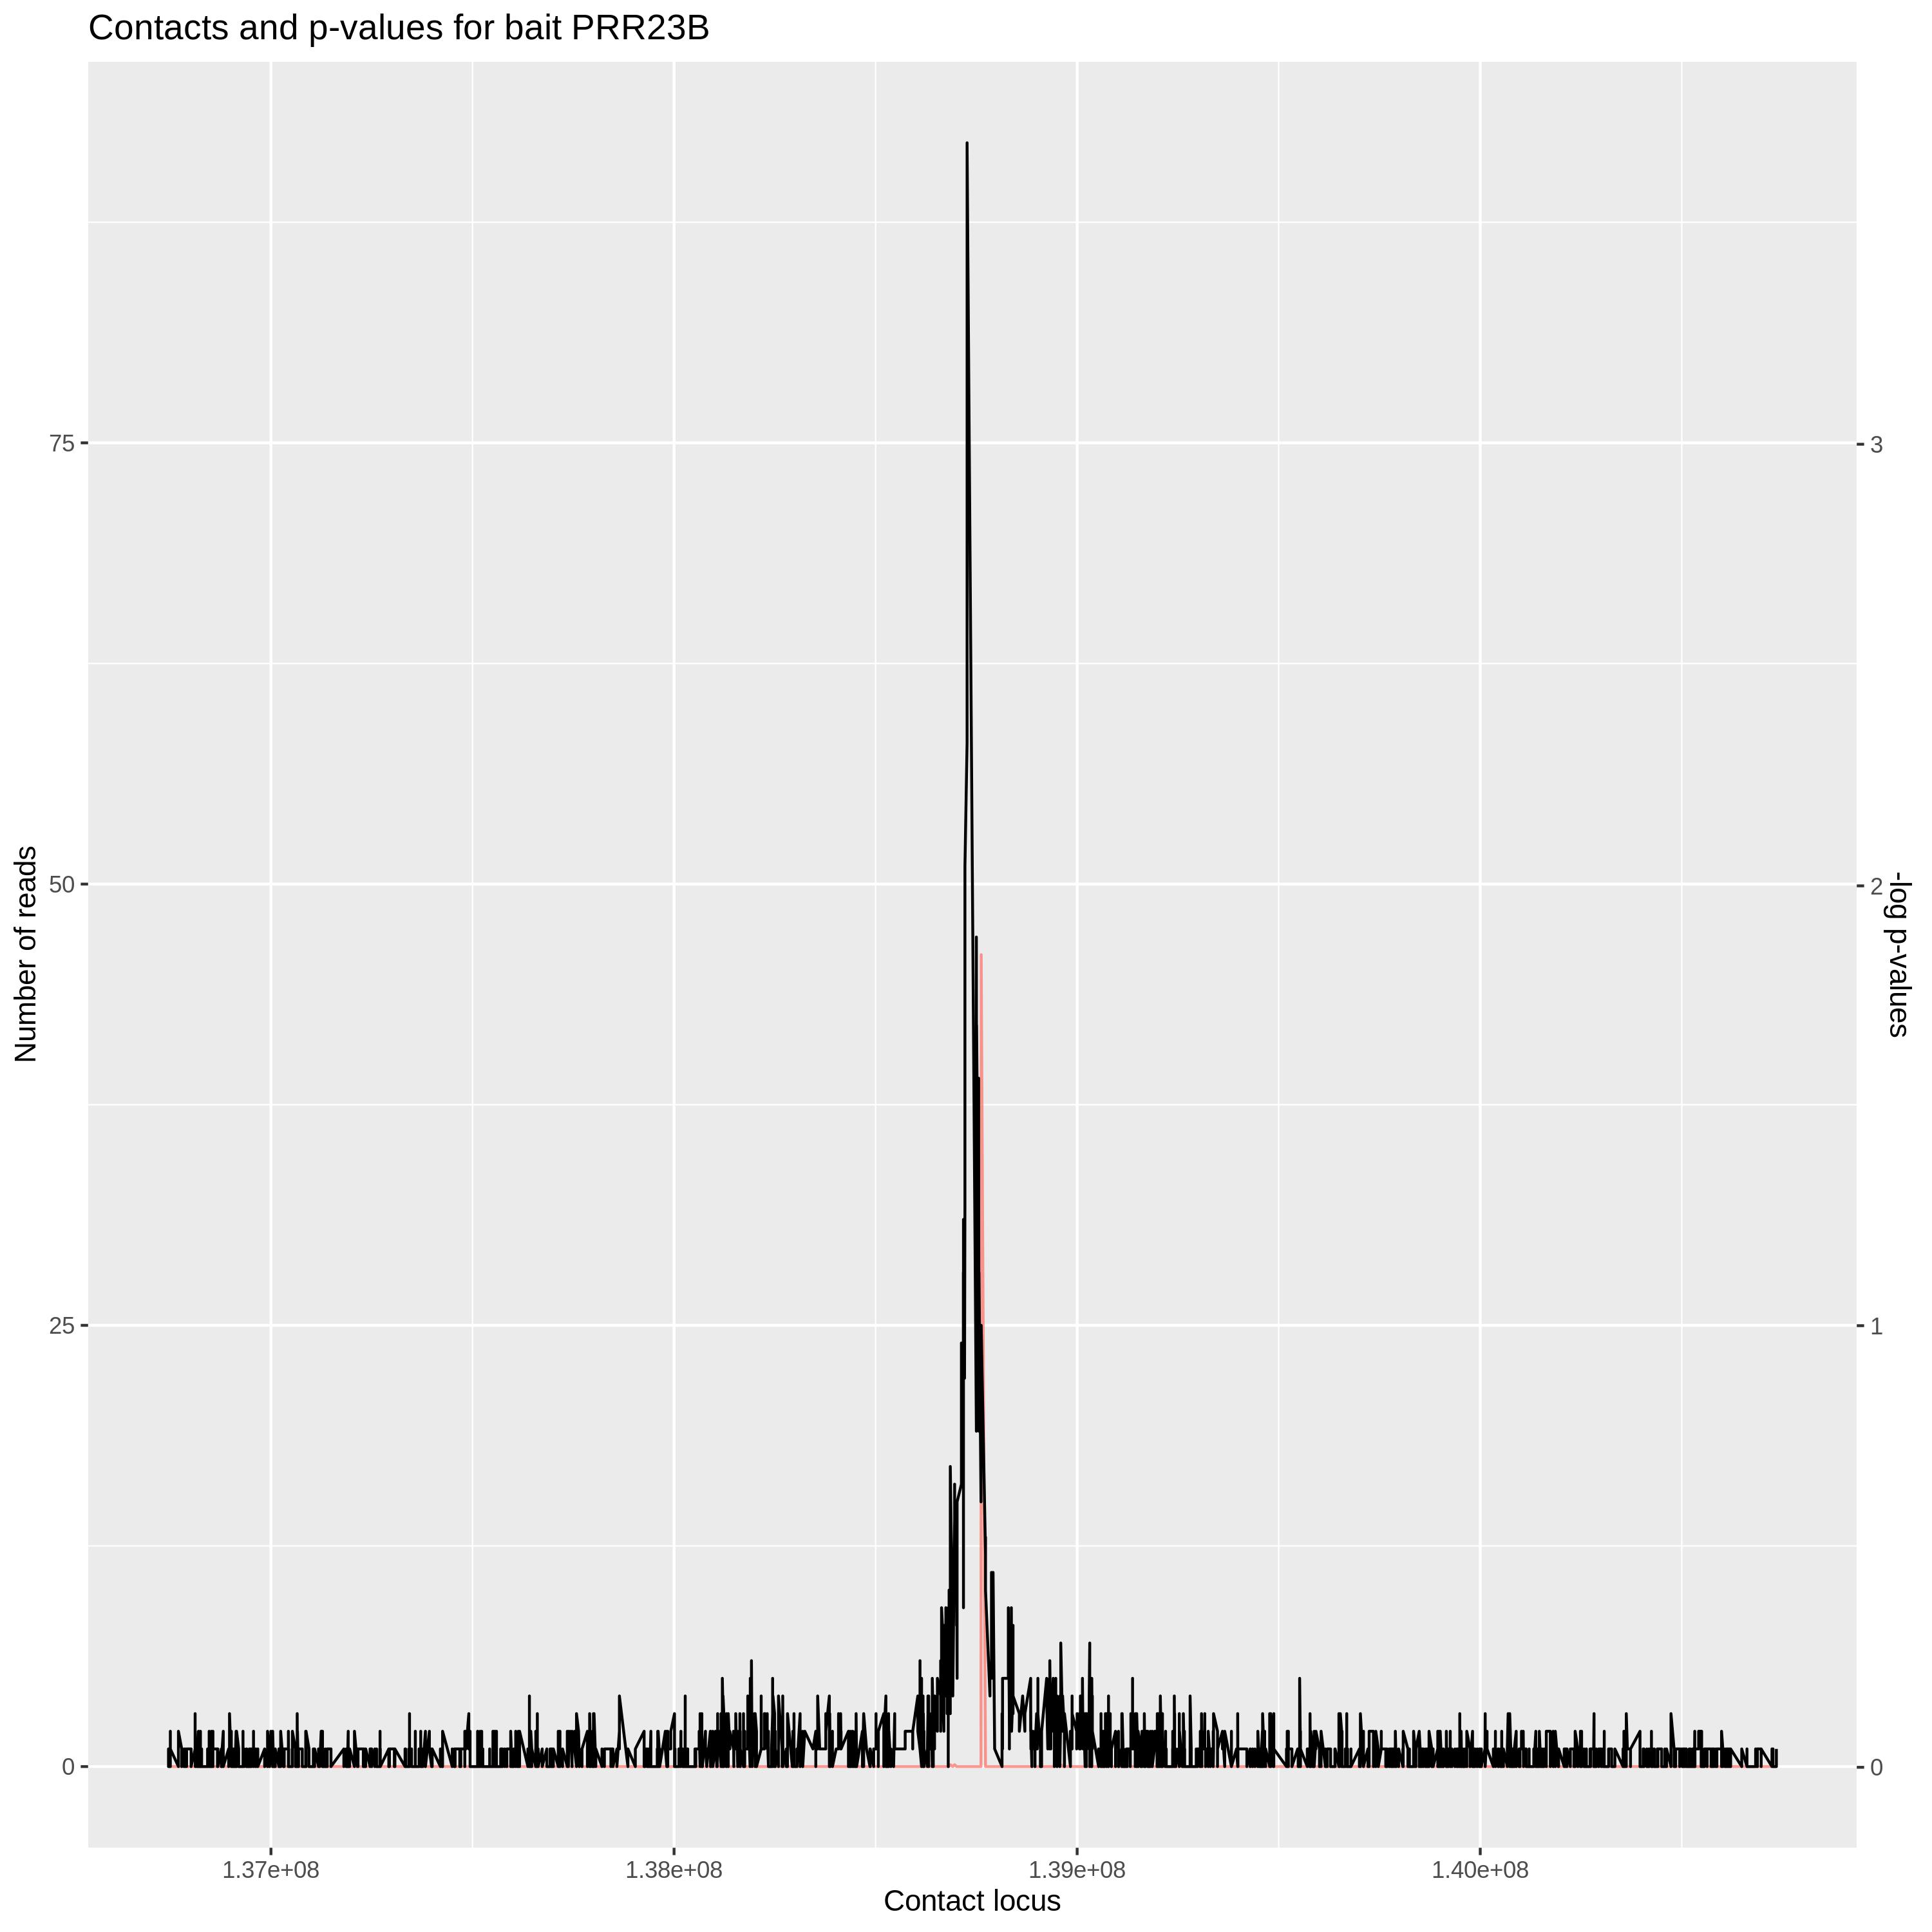 Contacts and p-values for bait PRR23B
Number of reads
75
50
25
0
3
2
1
0
-log p-values
1.37e+08
1.38e+08
1.39e+08
1.40e+08
Contact locus